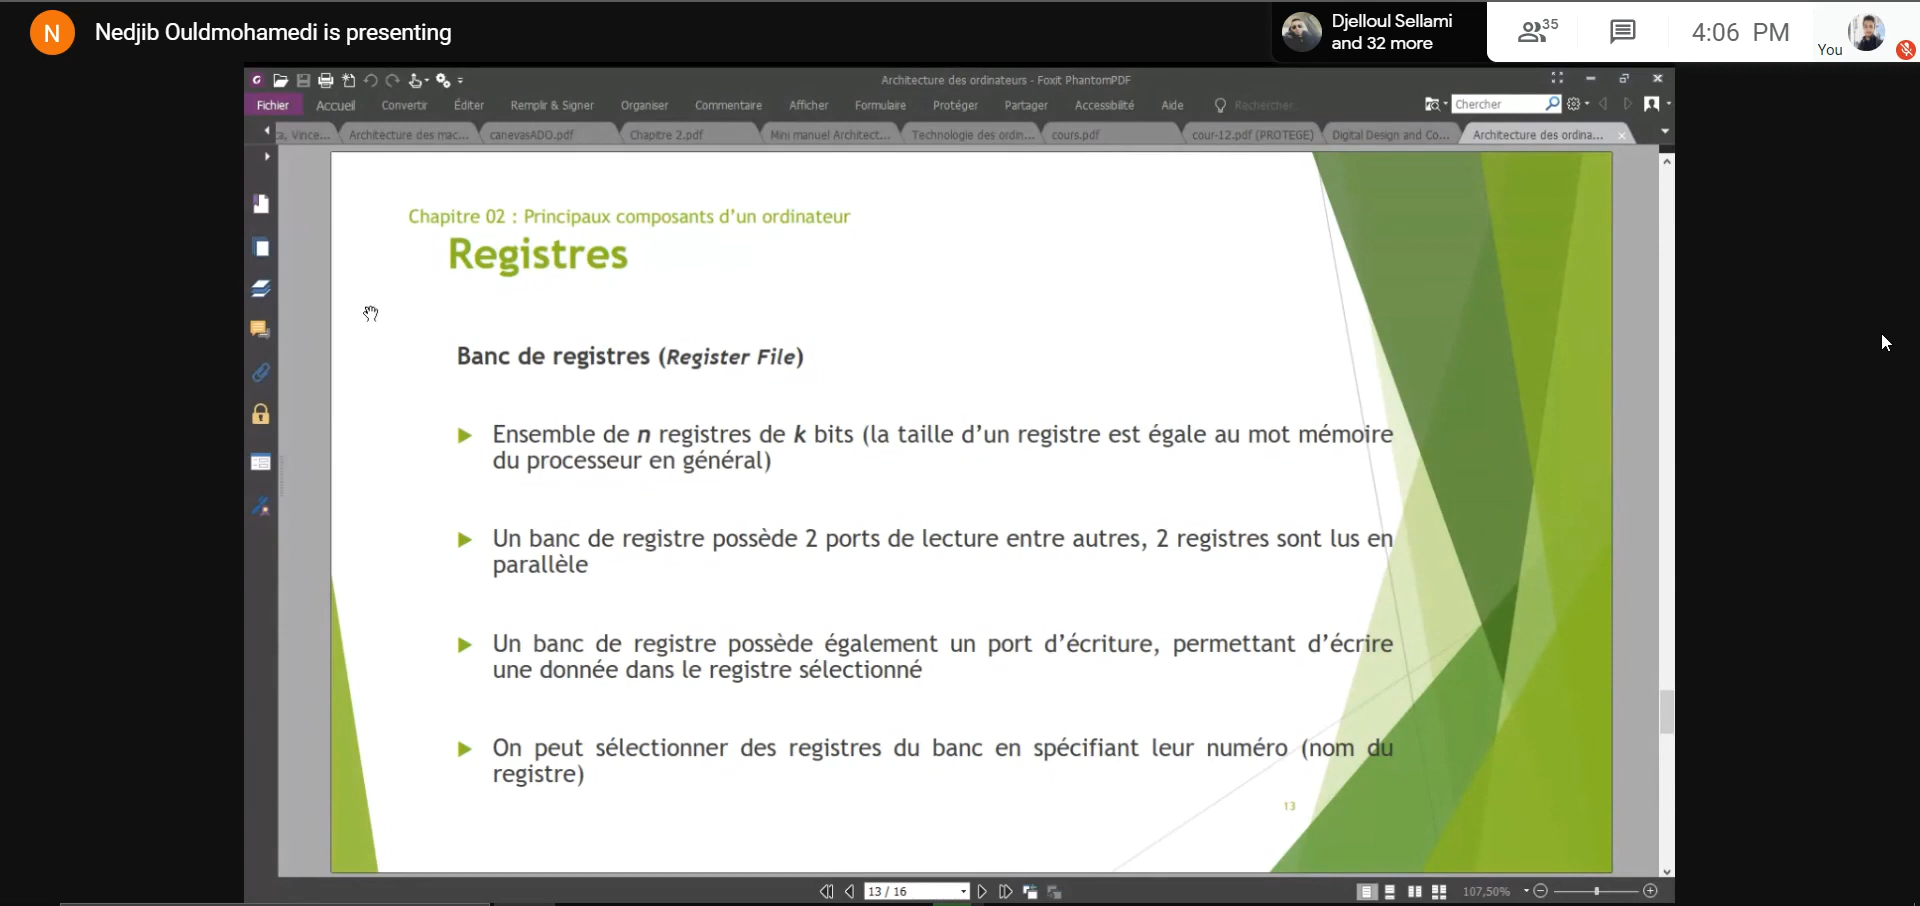 N Nedjib Ouldmohamedi is presenting
Djelloul Sellami
and 32 more
35
4:06 PM
You
Architecture des ordinateurs - Foxit PhantomPDF
Fichier Accueil Convertir Éditer Remplir & Signer Organiser Commentaire Afficher Formulaire Protéger Partager Accessibilité Aide Rechercher... Chercher
a, Vince... Architecture des mac... canevasADO.pdf Chapitre 2.pdf Mini manuel Architect... Technologie des ordin... cours.pdf cour-12.pdf (PROTEGE) Digital Design and Co... Architecture des ordina...
Chapitre 02 : Principaux composants d'un ordinateur
Registres
Banc de registres (Register File)
Ensemble de n registres de k bits (la taille d'un registre est égale au mot mémoire
du processeur en général)
Un banc de registre possède 2 ports de lecture entre autres, 2 registres sont lus en
parallèle
Un banc de registre possède également un port d'écriture, permettant d'écrire
une donnée dans le registre sélectionné
On peut sélectionner des registres du banc en spécifiant leur numéro (nom du
registre)
13
13 / 16
107,50%